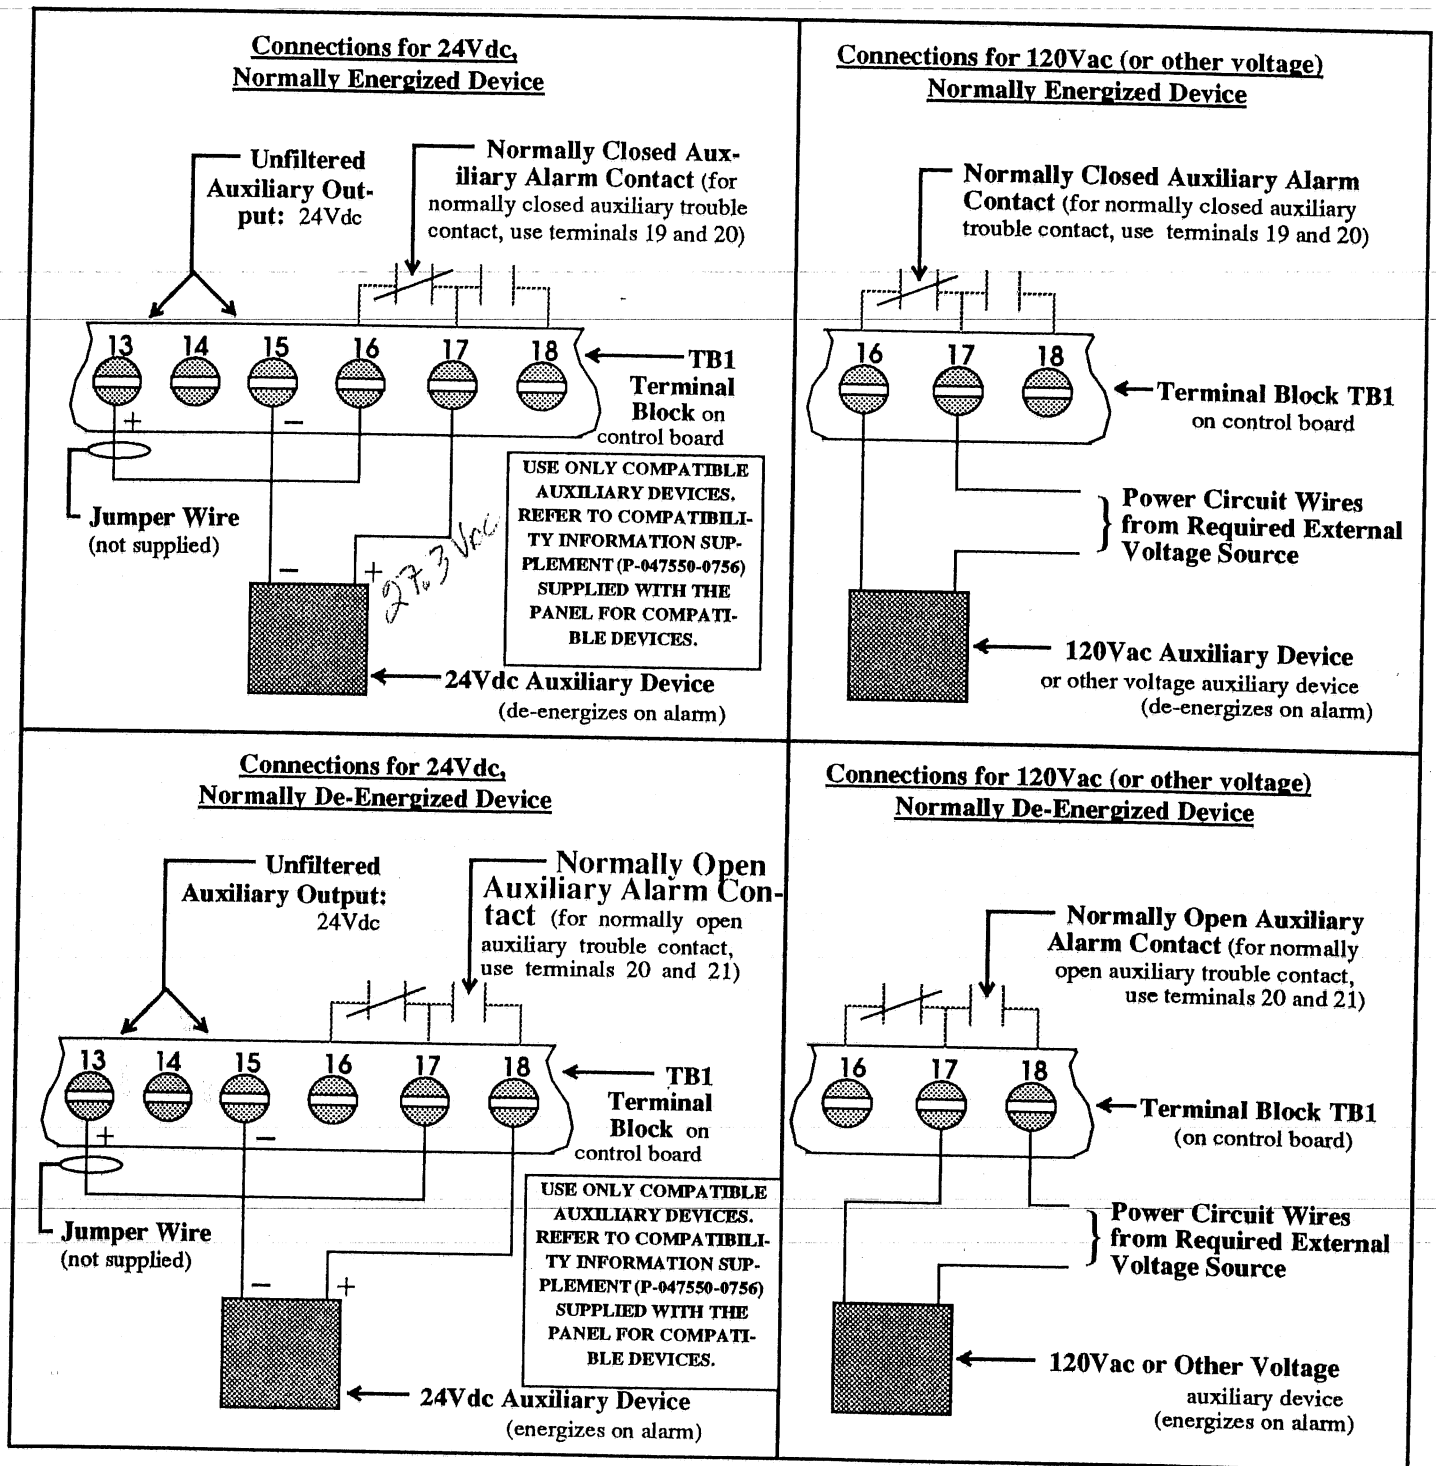 Connections for 24Vdc,
Normally Energized Device
Unfiltered
Auxiliary Out-
put: 24Vdc
Normally Closed Aux-
iliary Alarm Contact (for
normally closed auxiliary trouble
contact, use terminals 19 and 20)
13 14 15 16 17 18
+ −
TB1
Terminal
Block on
control board
Jumper Wire
(not supplied)
USE ONLY COMPATIBLE
AUXILIARY DEVICES.
REFER TO COMPATIBILI-
TY INFORMATION SUP-
PLEMENT (P-047550-0756)
SUPPLIED WITH THE
PANEL FOR COMPATI-
BLE DEVICES.
− +
27.3 VDC
24Vdc Auxiliary Device
(de-energizes on alarm)
Connections for 120Vac (or other voltage)
Normally Energized Device
Normally Closed Auxiliary Alarm
Contact (for normally closed auxiliary
trouble contact, use terminals 19 and 20)
16 17 18
Terminal Block TB1
on control board
Power Circuit Wires
from Required External
Voltage Source
120Vac Auxiliary Device
or other voltage auxiliary device
(de-energizes on alarm)
Connections for 24Vdc,
Normally De-Energized Device
Unfiltered
Auxiliary Output:
24Vdc
Normally Open
Auxiliary Alarm Con-
tact (for normally open
auxiliary trouble contact,
use terminals 20 and 21)
13 14 15 16 17 18
+ −
TB1
Terminal
Block on
control board
Jumper Wire
(not supplied)
USE ONLY COMPATIBLE
AUXILIARY DEVICES.
REFER TO COMPATIBILI-
TY INFORMATION SUP-
PLEMENT (P-047550-0756)
SUPPLIED WITH THE
PANEL FOR COMPATI-
BLE DEVICES.
− +
24Vdc Auxiliary Device
(energizes on alarm)
Connections for 120Vac (or other voltage)
Normally De-Energized Device
Normally Open Auxiliary
Alarm Contact (for normally
open auxiliary trouble contact,
use terminals 20 and 21)
16 17 18
Terminal Block TB1
(on control board)
Power Circuit Wires
from Required External
Voltage Source
120Vac or Other Voltage
auxiliary device
(energizes on alarm)